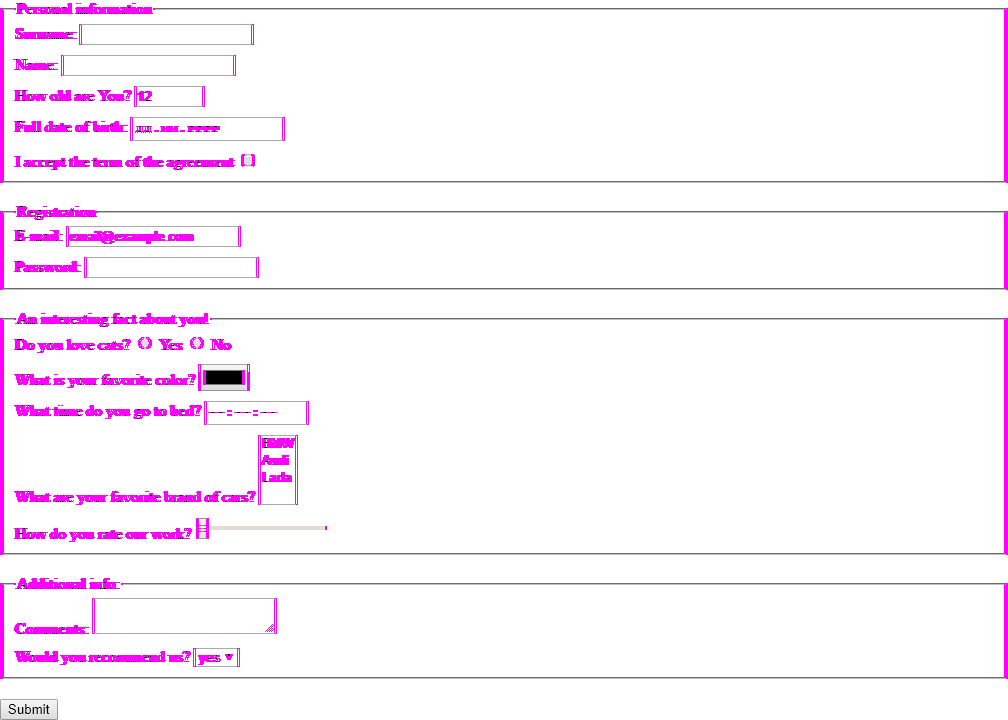 Personal information
Surname:
Name:
How old are You? 12
Full date of birth:
I accept the term of the agreement
Registration
E-mail: email@example.com
Password:
An interesting fact about you!
Do you love cats? Yes No
What is your favorite color?
What time do you go to bed? --:--:--
BMW
Audi
Lada
What are your favorite brand of cars?
How do you rate our work?
Additional info:
Comments:
Would you recommend us? yes
Submit